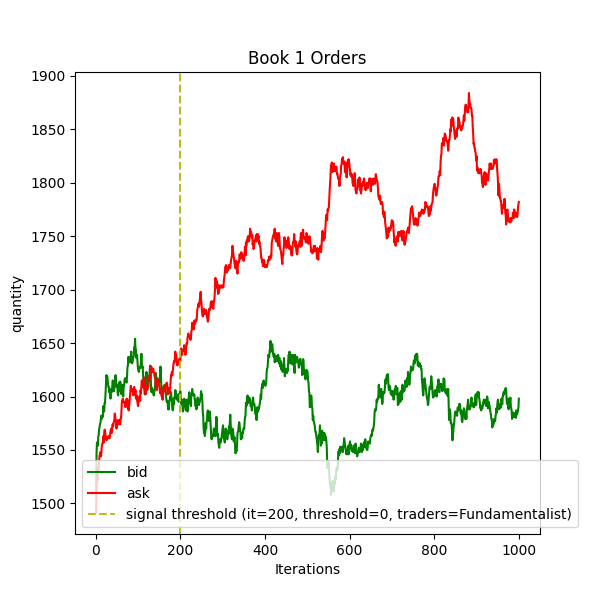 Book 1 Orders
1900
1850
1800
1750
1700
1650
1600
1550
1500
quantity
bid
ask
signal threshold (it=200, threshold=0, traders=Fundamentalist)
0 200 400 600 800 1000
Iterations